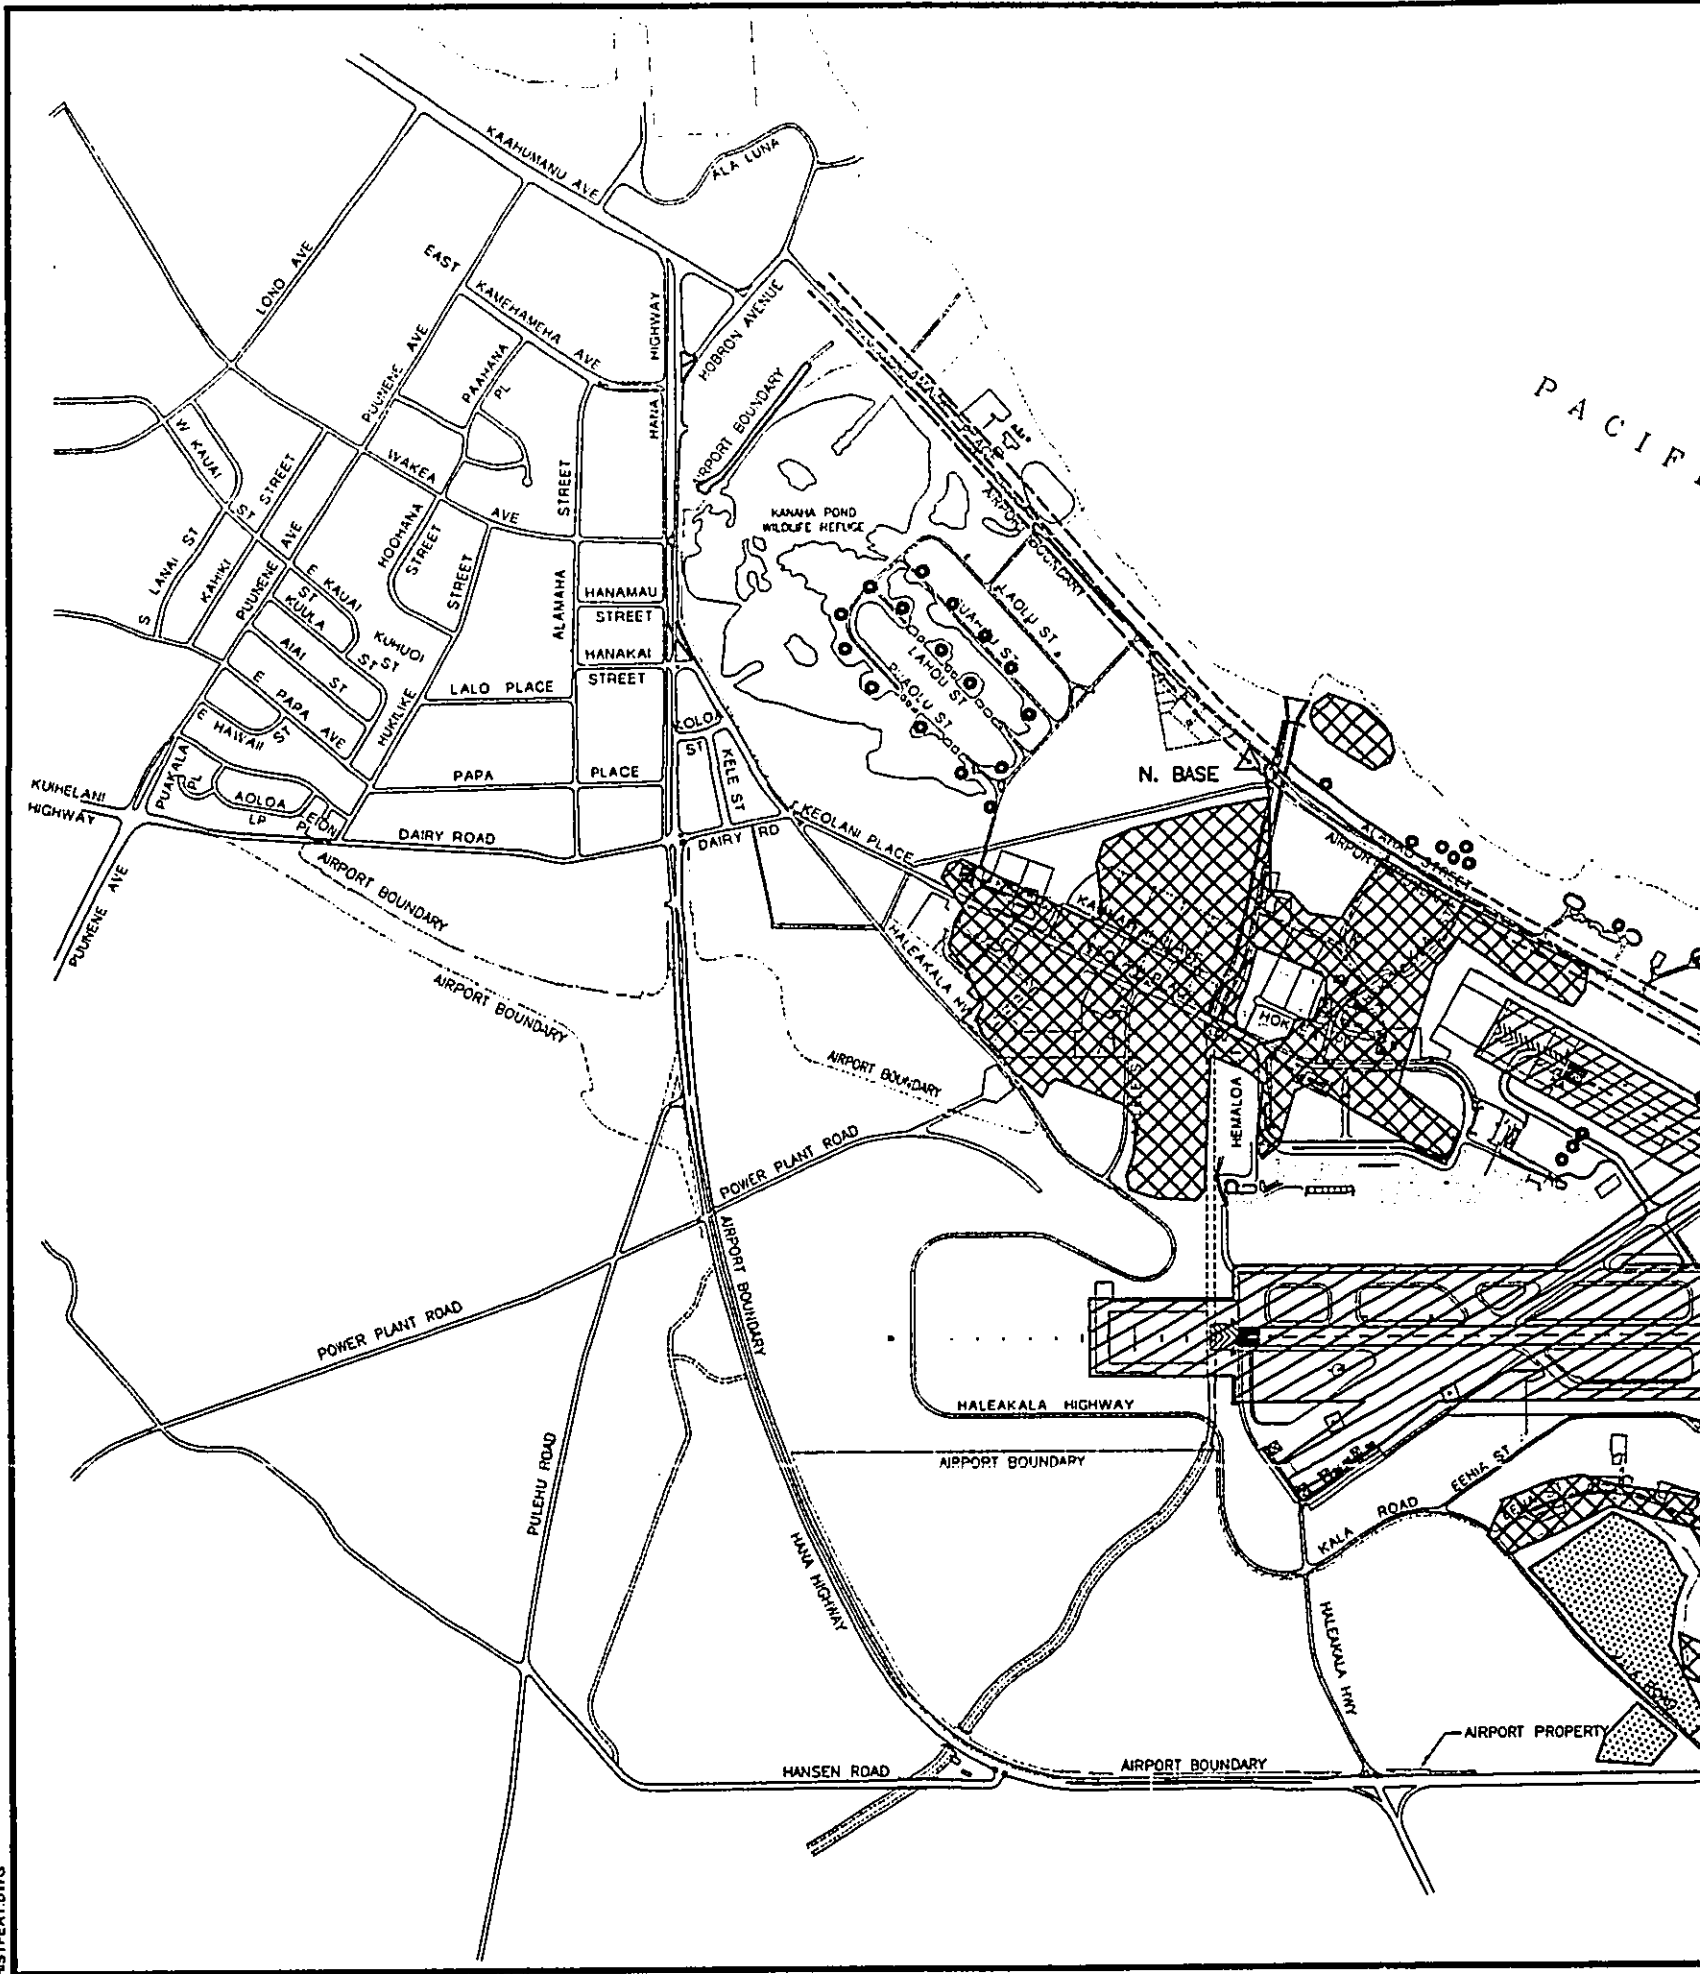 KAAHUMANU AVE
ALA LUNA
LONO AVE
EAST
KAMEHAMEHA AVE
HIGHWAY
HANA
HOBRON AVENUE
PUUNENE AVE
PAAHANA
PL
AIRPORT BOUNDARY
PACIF
W KAUAI
ST
STREET
KAHIKI
WAKEA
AVE
STREET
KANAHA POND
WILDLIFE REFUGE
AIRPORT BOUNDARY
S LANAI ST
PUUNENE AVE
HOOHANA
STREET
E KAUAI
ST
KUULA
ST
KUHUOI
ST
STREET
HUKILIKE
ALAMAHA
HANAMAU
STREET
HANAKAI
STREET
LAOLU ST
LAHOU ST
AIAI
ST
E PAPA AVE
E HAWAII
ST
LALO PLACE
KOLOA
ST
KELE ST
N. BASE
KUIHELANI
HIGHWAY
PUAKALA
PL
AOLOA
LP
PL
PAPA PLACE
DAIRY ROAD
DAIRY RD
KEOLANI PLACE
PUUNENE AVE
AIRPORT BOUNDARY
AIRPORT BOUNDARY
HALEAKALA
AIRPORT BOUNDARY
HEMALOA
POWER PLANT ROAD
AIRPORT BOUNDARY
POWER PLANT ROAD
HALEAKALA HIGHWAY
AIRPORT BOUNDARY
PULEHU ROAD
EENIA ST
KALA ROAD
HANA HIGHWAY
HALEAKALA HWY
AIRPORT PROPERTY
HANSEN ROAD
AIRPORT BOUNDARY